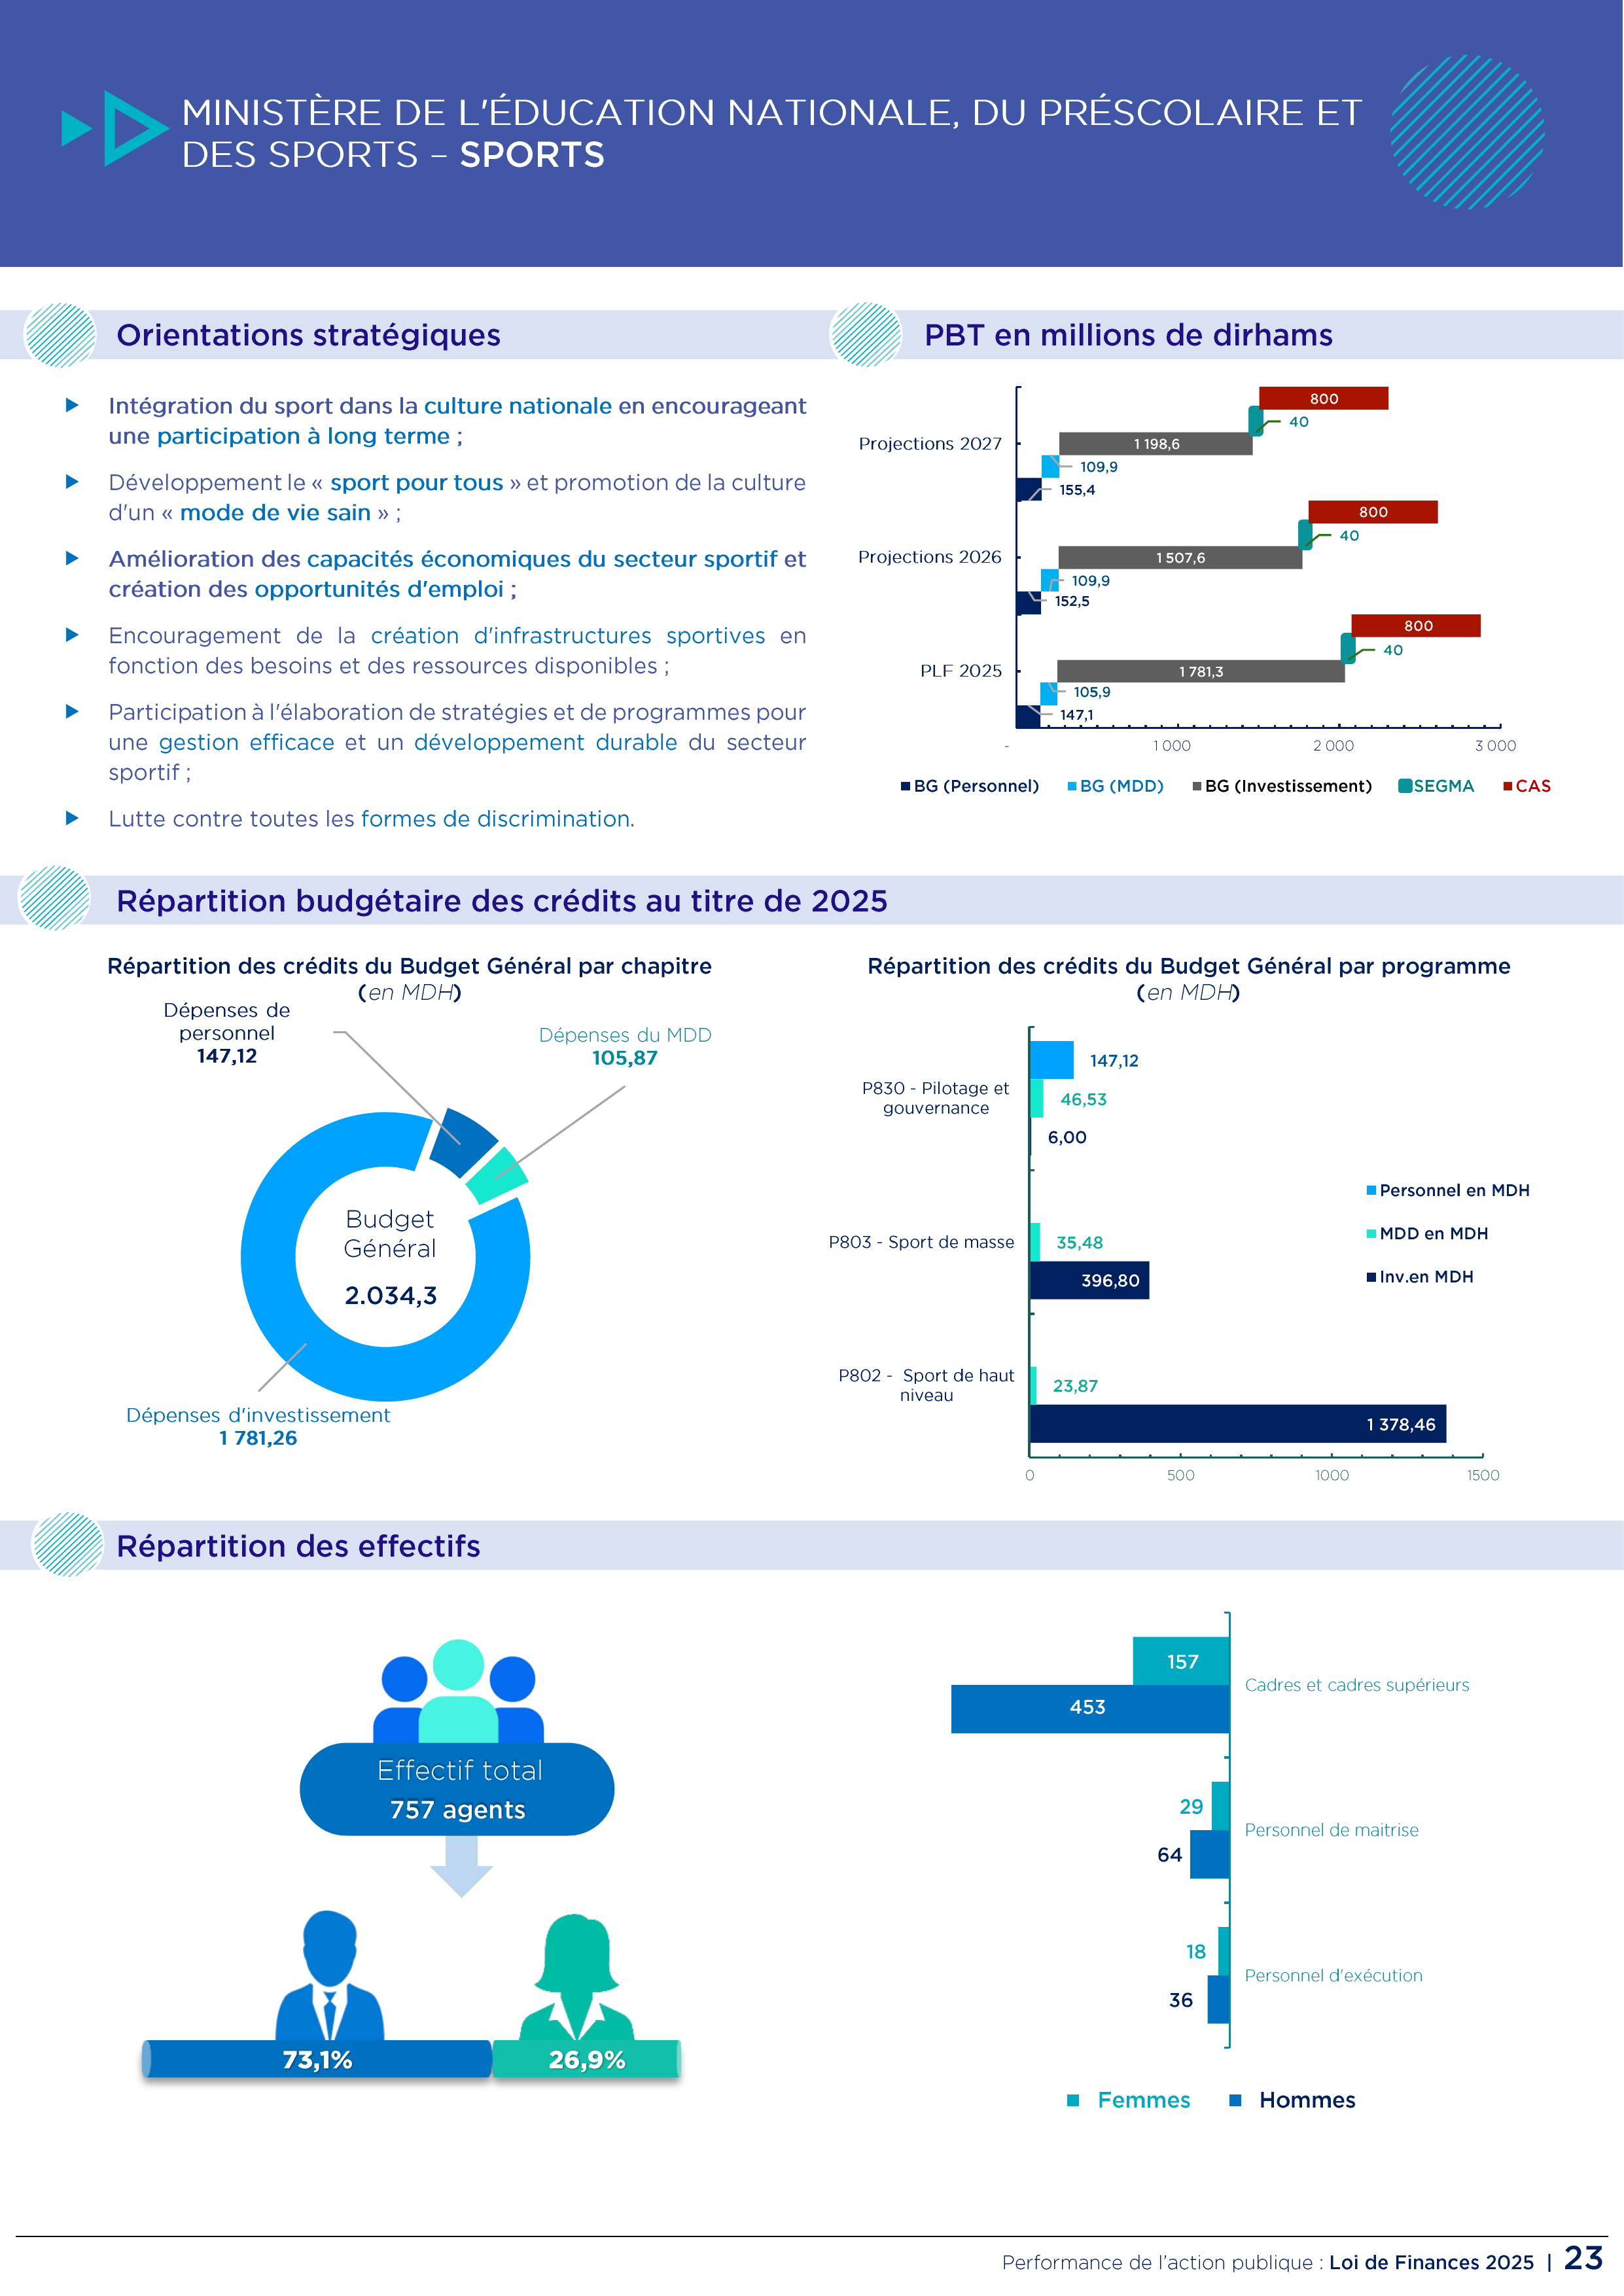 MINISTÈRE DE L'ÉDUCATION NATIONALE, DU PRÉSCOLAIRE ET
DES SPORTS – SPORTS
Orientations stratégiques
Intégration du sport dans la culture nationale en encourageant
une participation à long terme ;
Développement le « sport pour tous » et promotion de la culture
d'un « mode de vie sain » ;
Amélioration des capacités économiques du secteur sportif et
création des opportunités d'emploi ;
Encouragement de la création d'infrastructures sportives en
fonction des besoins et des ressources disponibles ;
Participation à l'élaboration de stratégies et de programmes pour
une gestion efficace et un développement durable du secteur
sportif ;
Lutte contre toutes les formes de discrimination.
PBT en millions de dirhams
800
40
Projections 2027
1 198,6
109,9
155,4
800
40
Projections 2026
1 507,6
109,9
152,5
800
40
PLF 2025
1 781,3
105,9
147,1
- 1 000 2 000 3 000
BG (Personnel) BG (MDD) BG (Investissement) SEGMA CAS
Répartition budgétaire des crédits au titre de 2025
Répartition des crédits du Budget Général par chapitre
(en MDH)
Dépenses de
personnel
147,12
Dépenses du MDD
105,87
Budget
Général
2.034,3
Dépenses d'investissement
1 781,26
Répartition des crédits du Budget Général par programme
(en MDH)
P830 - Pilotage et
gouvernance
147,12
46,53
6,00
P803 - Sport de masse
35,48
396,80
P802 - Sport de haut
niveau
23,87
1 378,46
0 500 1000 1500
Personnel en MDH
MDD en MDH
Inv.en MDH
Répartition des effectifs
Effectif total
757 agents
73,1% 26,9%
157
453
Cadres et cadres supérieurs
29
64
Personnel de maitrise
18
36
Personnel d'exécution
Femmes Hommes
Performance de l'action publique : Loi de Finances 2025 | 23